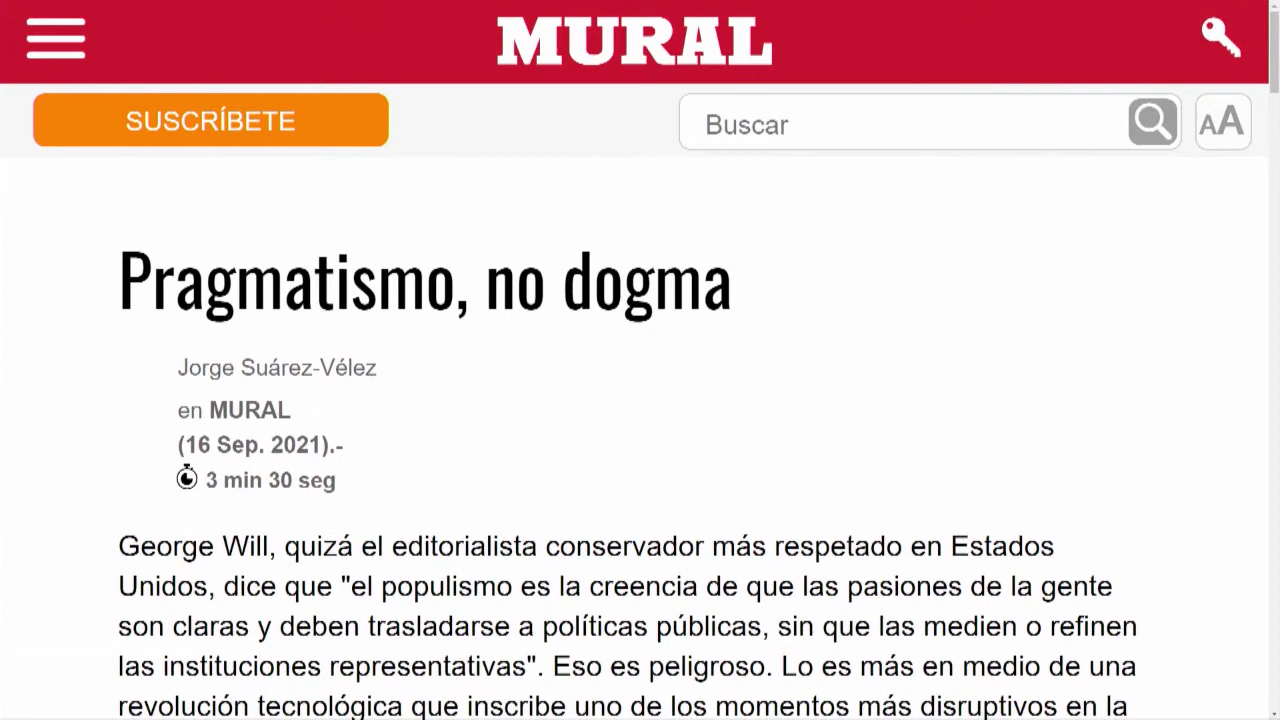 MURAL
SUSCRÍBETE
Buscar
AA
Pragmatismo, no dogma
Jorge Suárez-Vélez
en MURAL
(16 Sep. 2021).-
3 min 30 seg
George Will, quizá el editorialista conservador más respetado en Estados
Unidos, dice que "el populismo es la creencia de que las pasiones de la gente
son claras y deben trasladarse a políticas públicas, sin que las medien o refinen
las instituciones representativas". Eso es peligroso. Lo es más en medio de una
revolución tecnológica que inscribe uno de los momentos más disruptivos en la